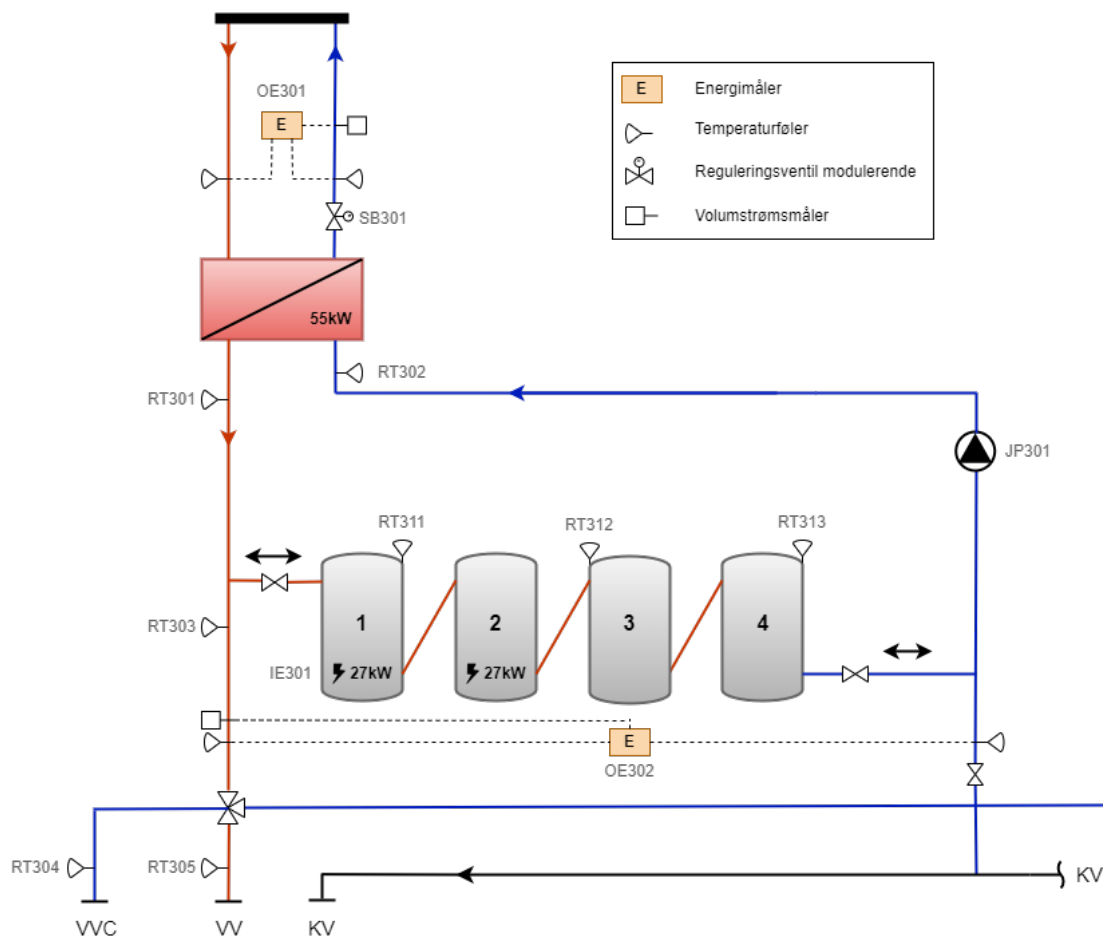 OE301
E
E
Energimåler
Temperaturføler
Reguleringsventil modulerende
Volumstrømsmåler
SB301
55kW
RT302
RT301
JP301
RT311
RT312
RT313
1
2
3
4
RT303
IE301
27kW
27kW
E
OE302
RT304
RT305
KV
VVC
VV
KV